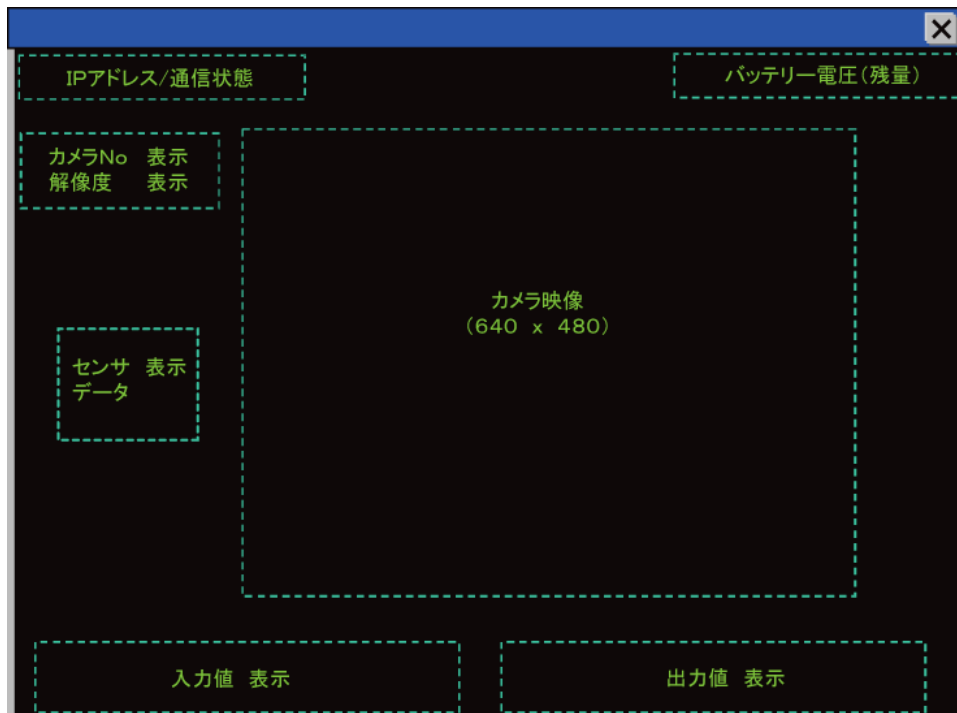 IPアドレス/通信状態
バッテリー電圧(残量)
カメラNo 表示
解像度 表示
カメラ映像
(640 x 480)
センサ 表示
データ
入力値 表示
出力値 表示